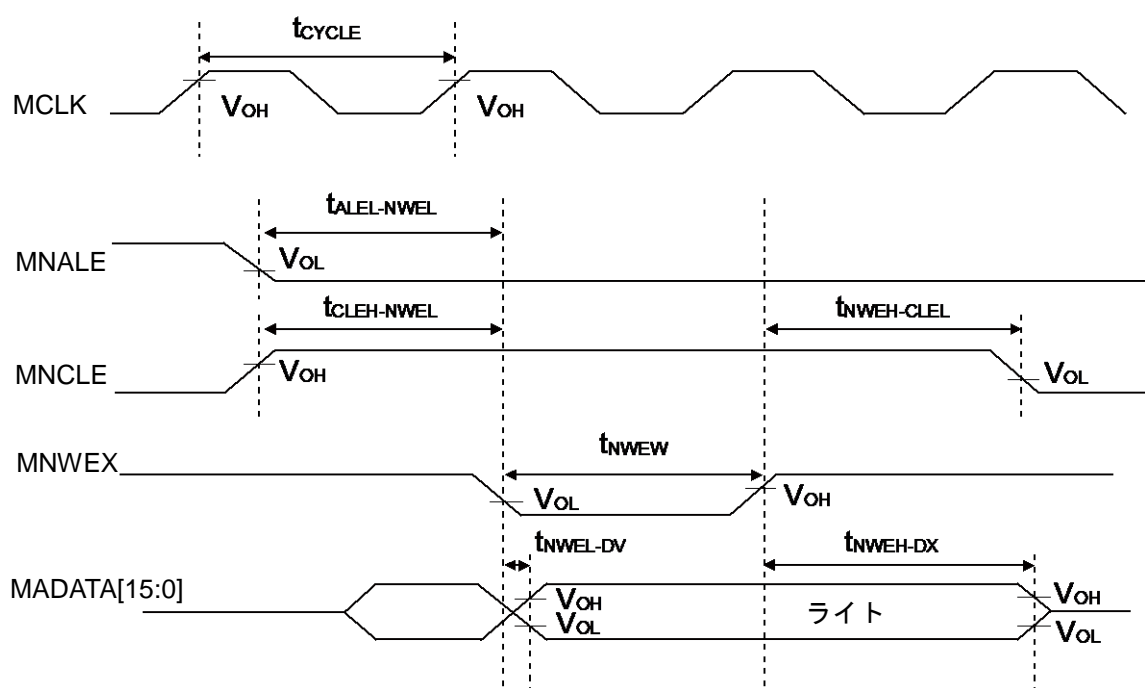 tCYCLE
MCLK
VOH VOH
tALEL-NWEL
MNALE
VOL
tCLEH-NWEL tNWEH-CLEL
MNCLE
VOH VOL
MNWEX
tNWEW
VOL VOH
tNWEL-DV tNWEH-DX
MADATA[15:0]
VOH ライト VOH
VOL VOL